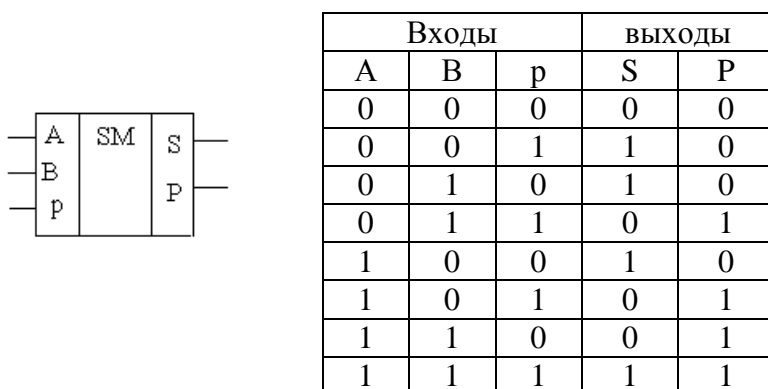 A SM S
B
p P
Входы выходы
A B p S P
0 0 0 0 0
0 0 1 1 0
0 1 0 1 0
0 1 1 0 1
1 0 0 1 0
1 0 1 0 1
1 1 0 0 1
1 1 1 1 1